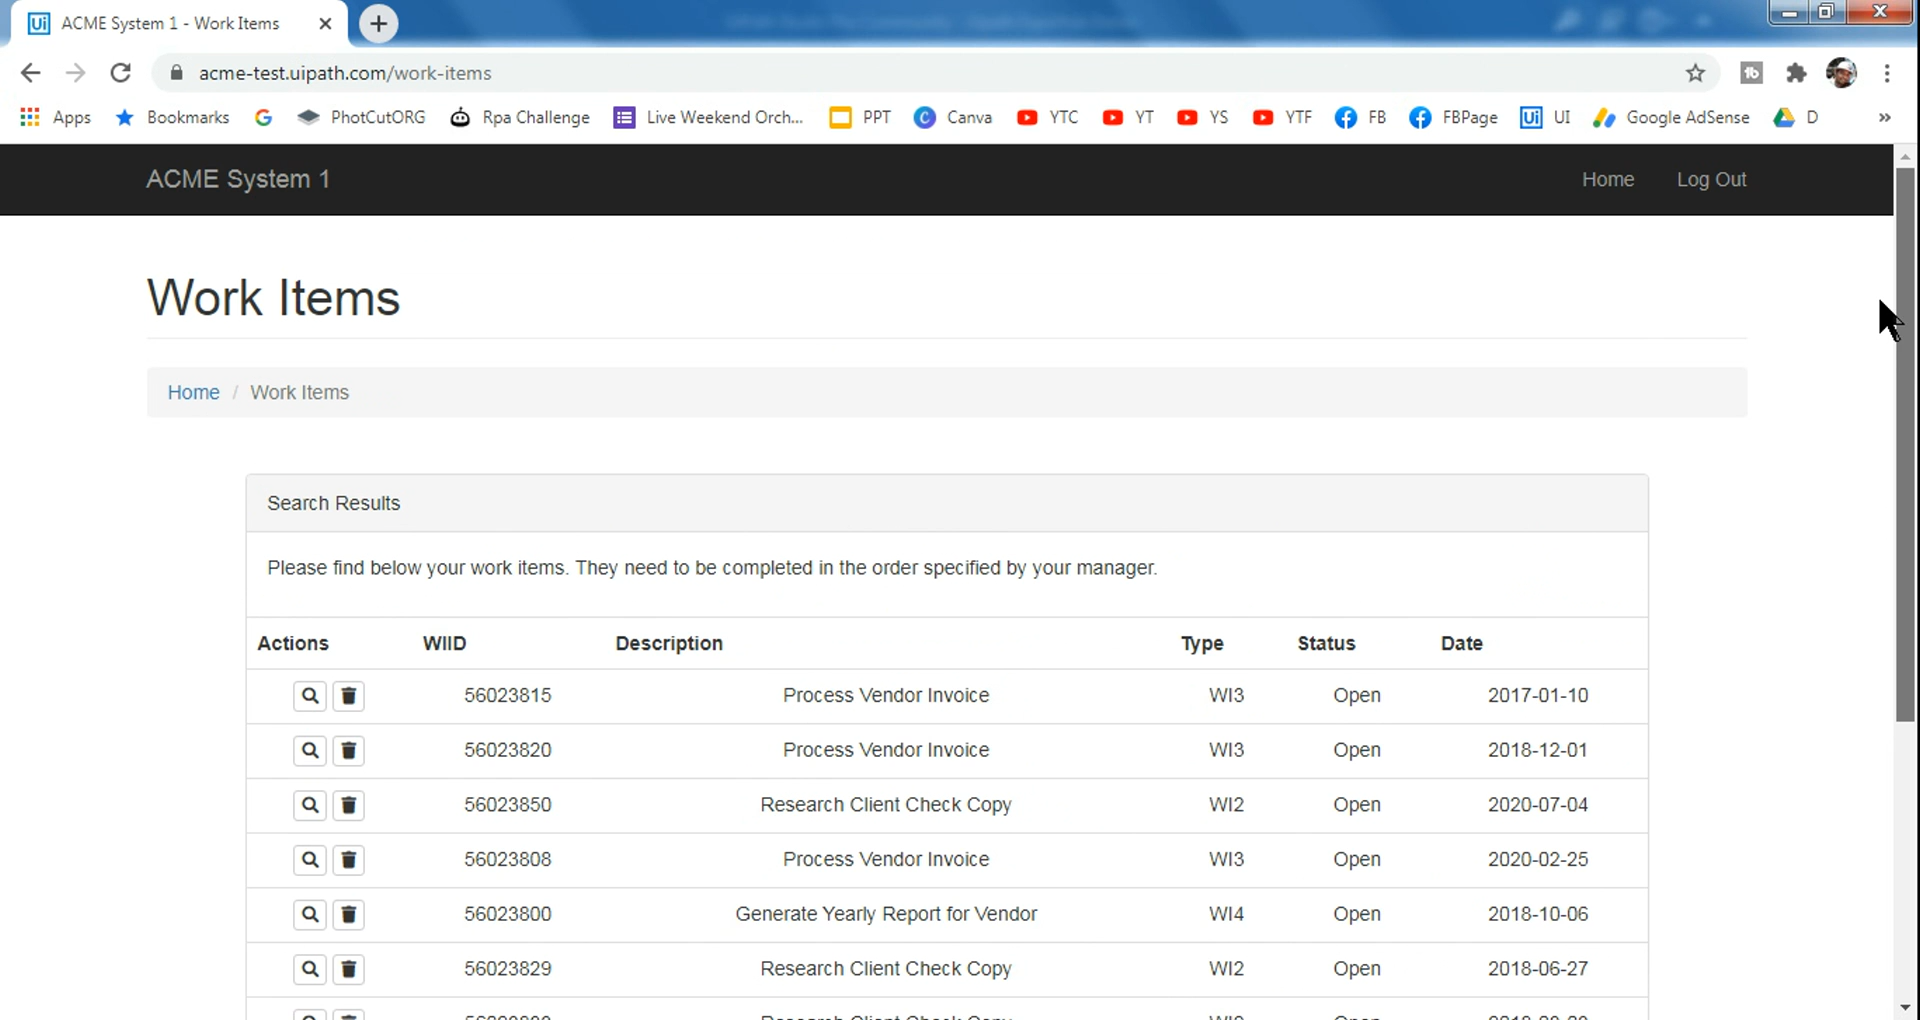 ACME System 1 - Work Items
acme-test.uipath.com/work-items
Apps Bookmarks PhotCutORG Rpa Challenge Live Weekend Orch... PPT Canva YTC YT YS YTF FB FBPage UI Google AdSense D »
ACME System 1 Home Log Out
Work Items
Home / Work Items
Search Results
Please find below your work items. They need to be completed in the order specified by your manager.
Actions WIID Description Type Status Date
56023815 Process Vendor Invoice WI3 Open 2017-01-10
56023820 Process Vendor Invoice WI3 Open 2018-12-01
56023850 Research Client Check Copy WI2 Open 2020-07-04
56023808 Process Vendor Invoice WI3 Open 2020-02-25
56023800 Generate Yearly Report for Vendor WI4 Open 2018-10-06
56023829 Research Client Check Copy WI2 Open 2018-06-27